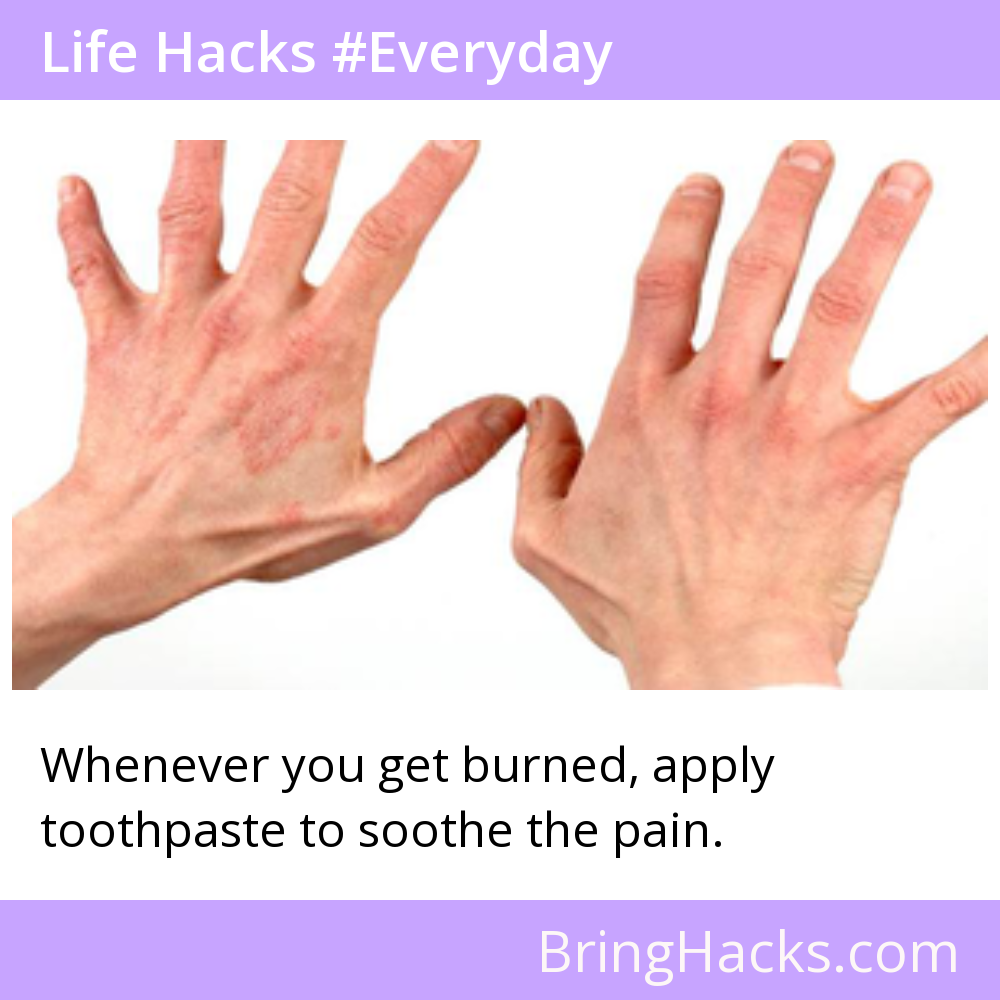 Life Hacks #Everyday
Whenever you get burned, apply
toothpaste to soothe the pain.
BringHacks.com